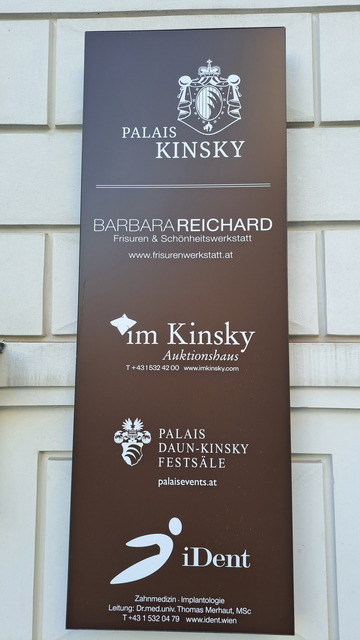 PALAIS
KINSKY
BARBARA REICHARD
Frisuren & Schönheitswerkstatt
www.frisurenwerkstatt.at
im Kinsky
Auktionshaus
T +43 1 532 42 00 www.imkinsky.com
PALAIS
DAUN-KINSKY
FESTSÄLE
palaisevents.at
iDent
Zahnmedizin · Implantologie
Leitung: Dr.med.univ. Thomas Merhaut, MSc
T +43 1 532 04 79 www.ident.wien